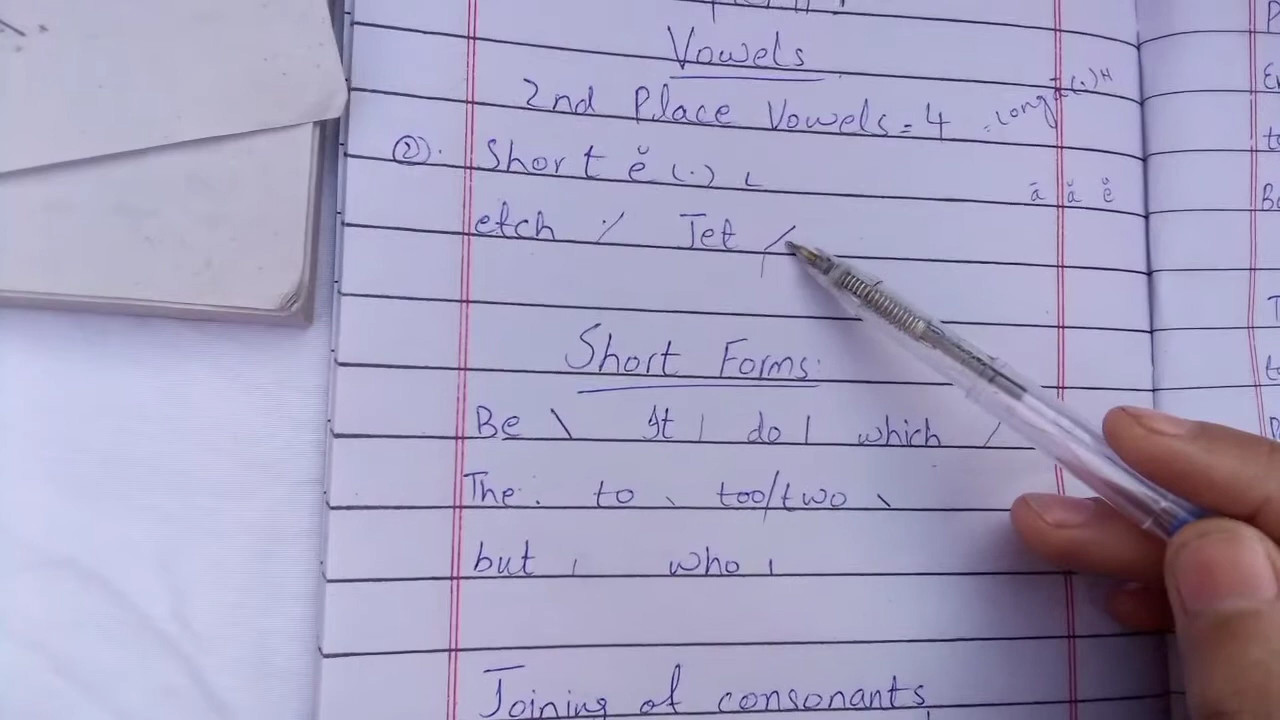 Vowels
2nd Place Vowels = 4
Long
②. Short ĕ (.)
ā ă ĕ
etch Jet
Short Forms
Be \ It | do | which /
The . to \ too/two \
but | who |
Joining of consonants